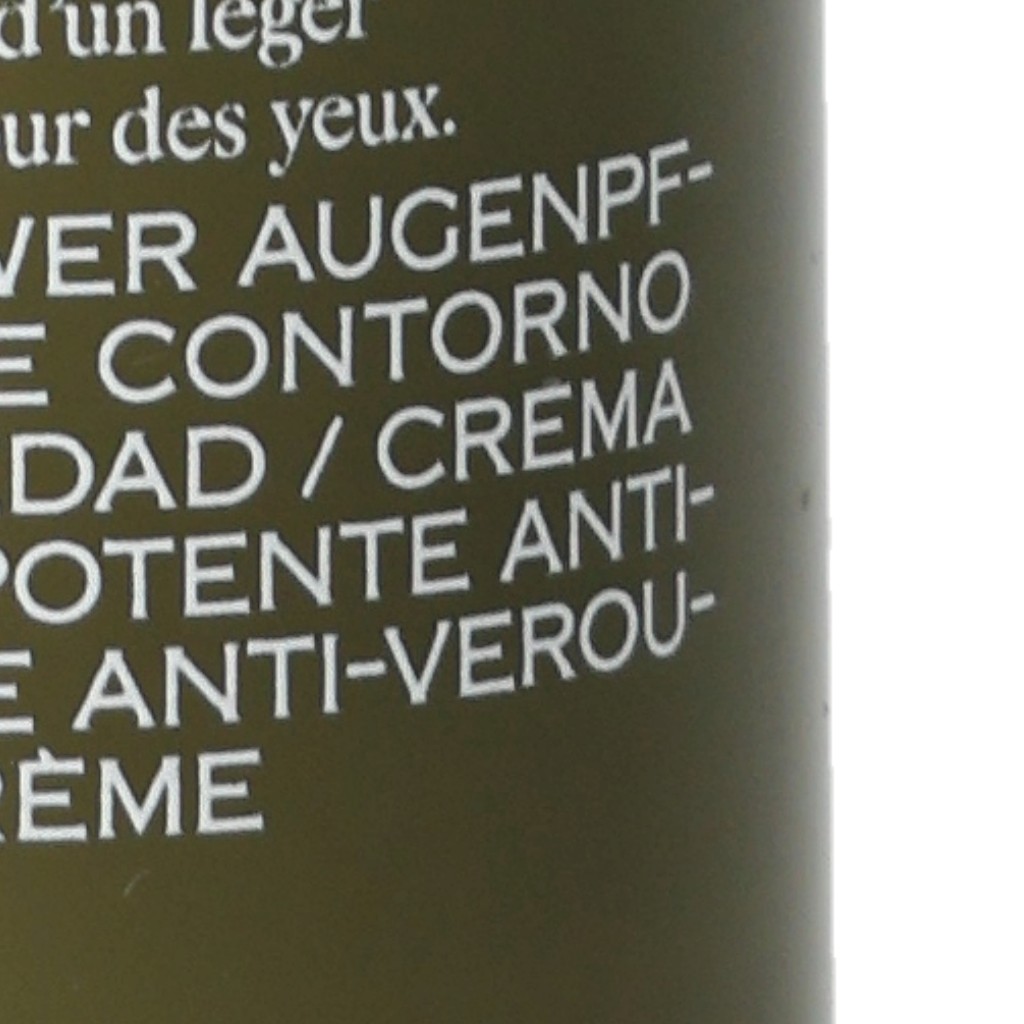 d'un léger
ur des yeux.
VER AUGENPF-
E CONTORNO
DAD / CREMA
POTENTE ANTI-
E ANTI-VEROU-
RÈME